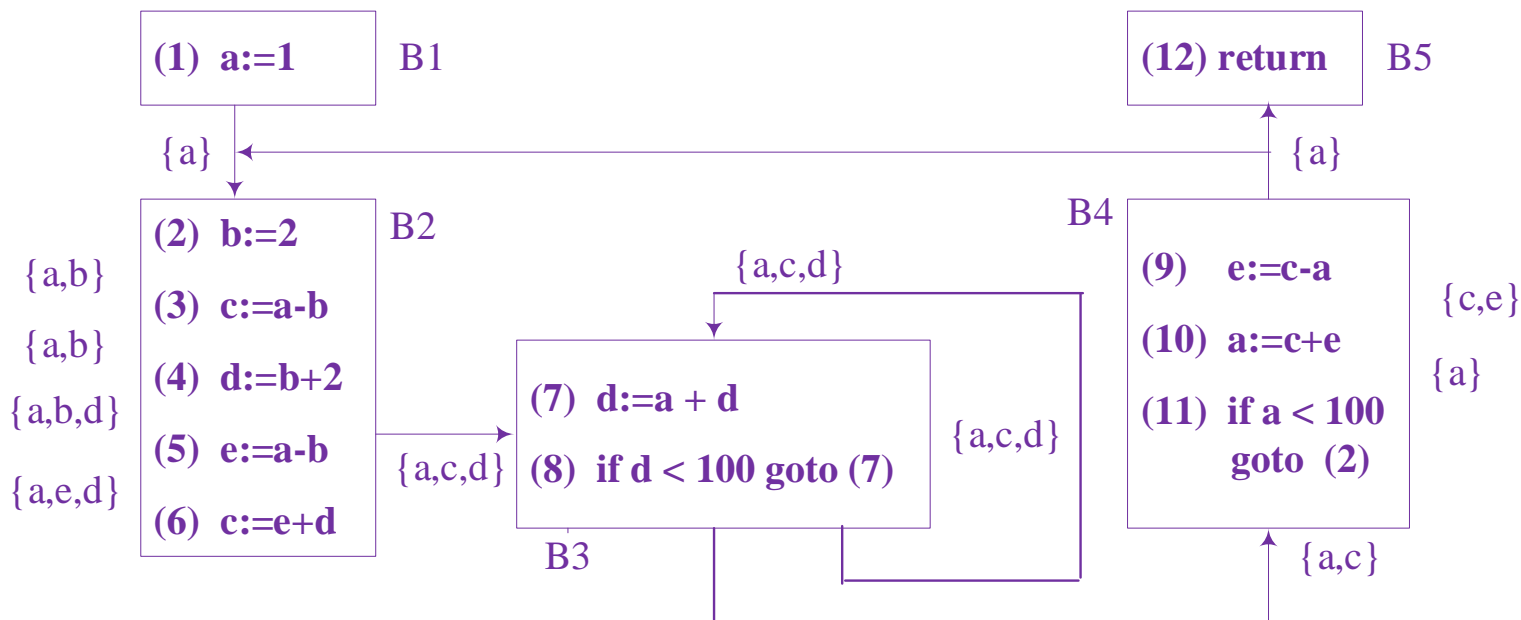 (1) a:=1
B1
{a}
(2) b:=2
(3) c:=a-b
(4) d:=b+2
(5) e:=a-b
(6) c:=e+d
B2
{a,b}
{a,b}
{a,b,d}
{a,e,d}
{a,c,d}
{a,c,d}
(7) d:=a + d
(8) if d < 100 goto (7)
B3
{a,c,d}
(12) return
B5
{a}
B4
(9) e:=c-a
(10) a:=c+e
(11) if a < 100
goto (2)
{c,e}
{a}
{a,c}